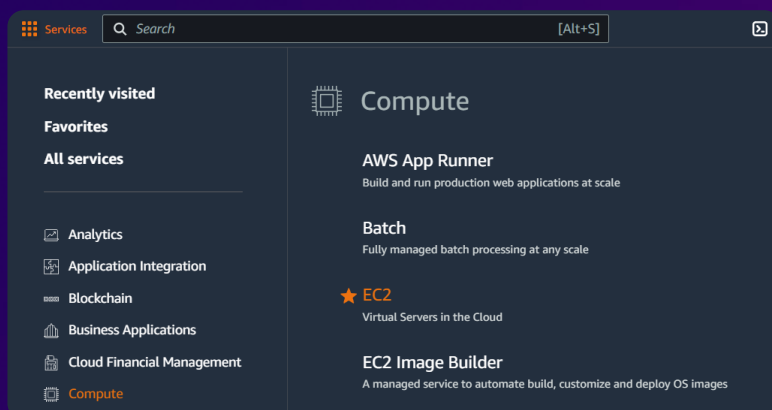 Services
Search
[Alt+S]
Recently visited
Favorites
All services
Analytics
Application Integration
Blockchain
Business Applications
Cloud Financial Management
Compute
Compute
AWS App Runner
Build and run production web applications at scale
Batch
Fully managed batch processing at any scale
EC2
Virtual Servers in the Cloud
EC2 Image Builder
A managed service to automate build, customize and deploy OS images